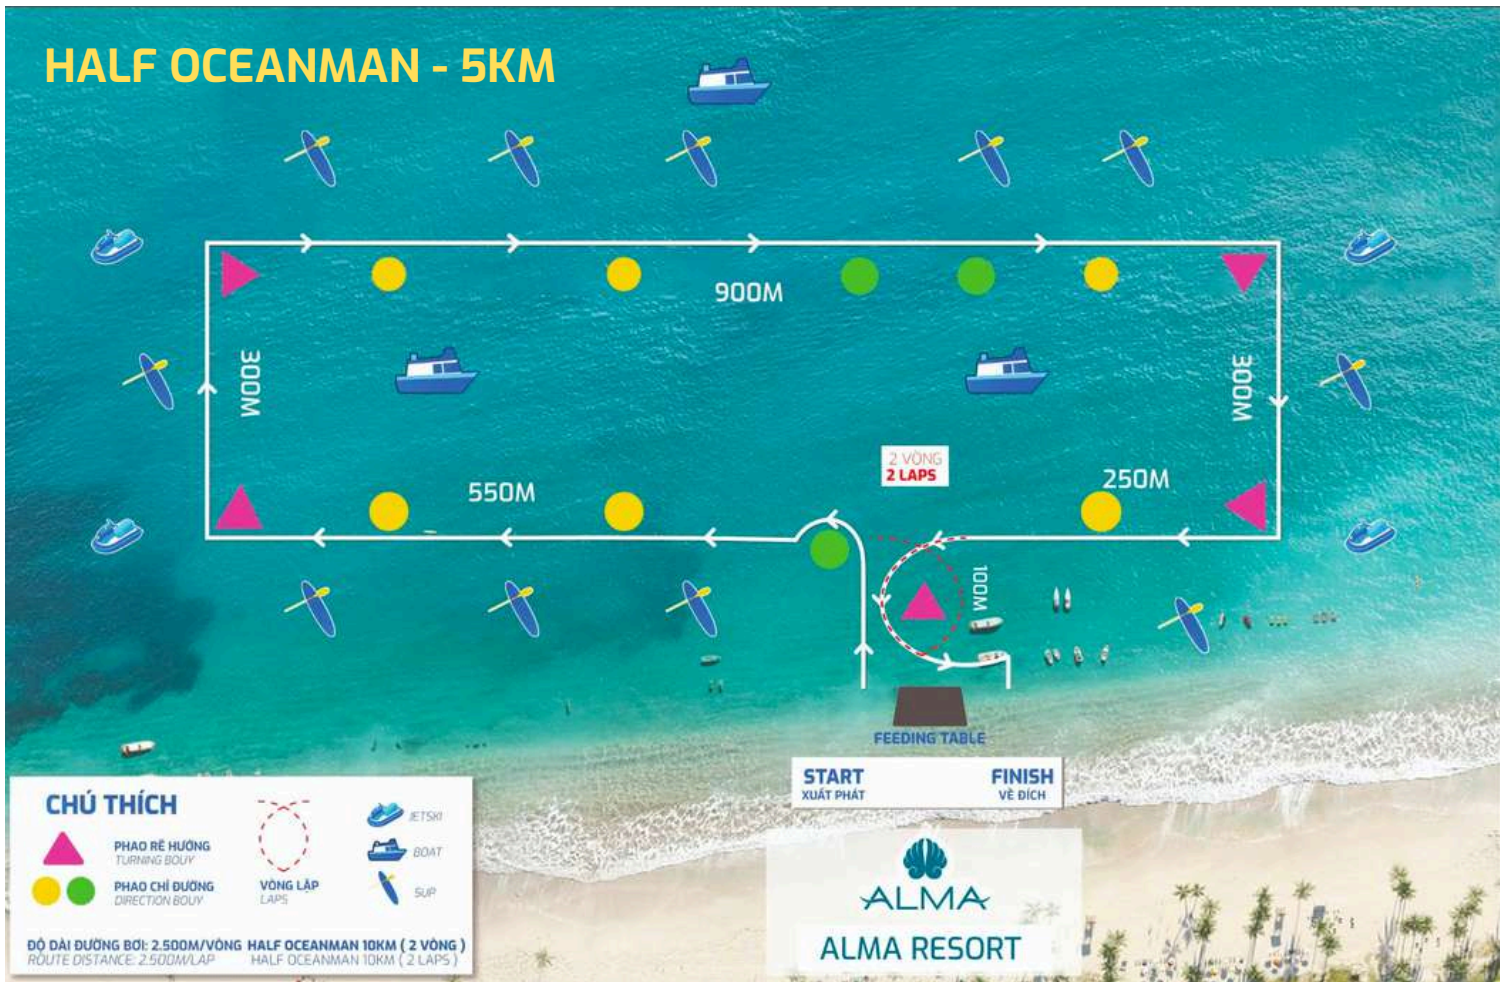 HALF OCEANMAN - 5KM
900M
300M
300M
2 VÒNG
2 LAPS
550M
250M
100M
FEEDING TABLE
START
XUẤT PHÁT
FINISH
VỀ ĐÍCH
ALMA
ALMA RESORT
CHÚ THÍCH
PHAO RẼ HƯỚNG
TURNING BOUY
PHAO CHỈ ĐƯỜNG
DIRECTION BOUY
VÒNG LẶP
LAPS
JETSKI
BOAT
SUP
ĐỘ DÀI ĐƯỜNG BƠI: 2.500M/VÒNG HALF OCEANMAN 10KM ( 2 VÒNG )
ROUTE DISTANCE: 2.500M/LAP HALF OCEANMAN 10KM ( 2 LAPS )